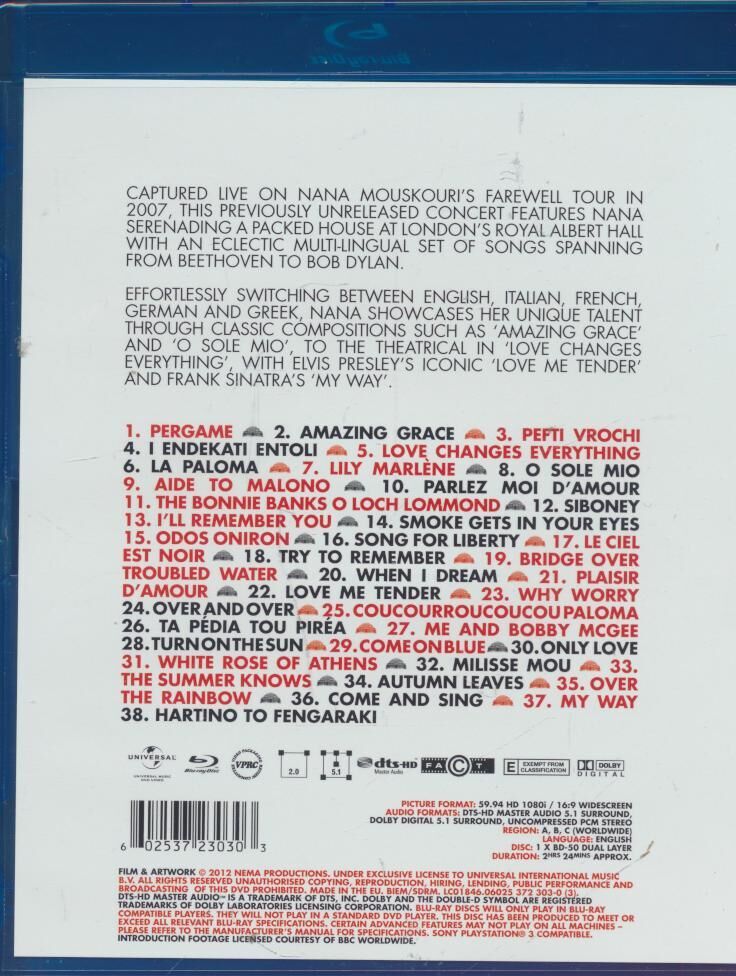 Blu-ray Disc
CAPTURED LIVE ON NANA MOUSKOURI'S FAREWELL TOUR IN
2007, THIS PREVIOUSLY UNRELEASED CONCERT FEATURES NANA
SERENADING A PACKED HOUSE AT LONDON'S ROYAL ALBERT HALL
WITH AN ECLECTIC MULTI-LINGUAL SET OF SONGS SPANNING
FROM BEETHOVEN TO BOB DYLAN.
EFFORTLESSLY SWITCHING BETWEEN ENGLISH, ITALIAN, FRENCH,
GERMAN AND GREEK, NANA SHOWCASES HER UNIQUE TALENT
THROUGH CLASSIC COMPOSITIONS SUCH AS 'AMAZING GRACE'
AND 'O SOLE MIO', TO THE THEATRICAL IN 'LOVE CHANGES
EVERYTHING', WITH ELVIS PRESLEY'S ICONIC 'LOVE ME TENDER'
AND FRANK SINATRA'S 'MY WAY'.
1. PERGAME 2. AMAZING GRACE 3. PEFTI VROCHI
4. I ENDEKATI ENTOLI 5. LOVE CHANGES EVERYTHING
6. LA PALOMA 7. LILY MARLÈNE 8. O SOLE MIO
9. AIDE TO MALONO 10. PARLEZ MOI D'AMOUR
11. THE BONNIE BANKS O LOCH LOMMOND 12. SIBONEY
13. I'LL REMEMBER YOU 14. SMOKE GETS IN YOUR EYES
15. ODOS ONIRON 16. SONG FOR LIBERTY 17. LE CIEL
EST NOIR 18. TRY TO REMEMBER 19. BRIDGE OVER
TROUBLED WATER 20. WHEN I DREAM 21. PLAISIR
D'AMOUR 22. LOVE ME TENDER 23. WHY WORRY
24. OVER AND OVER 25. COUCOURROUCOUCOU PALOMA
26. TA PÉDIA TOU PIRÉA 27. ME AND BOBBY MCGEE
28. TURN ON THE SUN 29. COME ON BLUE 30. ONLY LOVE
31. WHITE ROSE OF ATHENS 32. MILISSE MOU 33.
THE SUMMER KNOWS 34. AUTUMN LEAVES 35. OVER
THE RAINBOW 36. COME AND SING 37. MY WAY
38. HARTINO TO FENGARAKI
UNIVERSAL Blu-ray Disc VPRC 2.0 5.1 dts-HD Master Audio FACT E EXEMPT FROM CLASSIFICATION DOLBY DIGITAL
UNIVERSAL MUSIC
DVD VIDEO
6 02537 23030 3
PICTURE FORMAT: 59.94 HD 1080i / 16:9 WIDESCREEN
AUDIO FORMATS: DTS-HD MASTER AUDIO 5.1 SURROUND,
DOLBY DIGITAL 5.1 SURROUND, UNCOMPRESSED PCM STEREO
REGION: A, B, C (WORLDWIDE)
LANGUAGE: ENGLISH
DISC: 1 X BD-50 DUAL LAYER
DURATION: 2HRS 24MINS APPROX.
FILM & ARTWORK © 2012 NEMA PRODUCTIONS. UNDER EXCLUSIVE LICENSE TO UNIVERSAL INTERNATIONAL MUSIC
B.V. ALL RIGHTS RESERVED UNAUTHORISED COPYING, REPRODUCTION, HIRING, LENDING, PUBLIC PERFORMANCE AND
BROADCASTING OF THIS DVD PROHIBITED. MADE IN THE EU. BIEM/SDRM. LC01846.06025 372 303-0 (3).
DTS-HD MASTER AUDIO™ IS A TRADEMARK OF DTS, INC. DOLBY AND THE DOUBLE-D SYMBOL ARE REGISTERED
TRADEMARKS OF DOLBY LABORATORIES LICENSING CORPORATION. BLU-RAY DISCS WILL ONLY PLAY IN BLU-RAY
COMPATIBLE PLAYERS. THEY WILL NOT PLAY IN A STANDARD DVD PLAYER. THIS DISC HAS BEEN PRODUCED TO MEET OR
EXCEED ALL RELEVANT BLU-RAY SPECIFICATIONS. CERTAIN ADVANCED FEATURES MAY NOT PLAY ON ALL MACHINES –
PLEASE REFER TO THE MANUFACTURER'S MANUAL FOR SPECIFICATIONS. SONY PLAYSTATION® 3 COMPATIBLE.
INTRODUCTION FOOTAGE LICENSED COURTESY OF BBC WORLDWIDE.